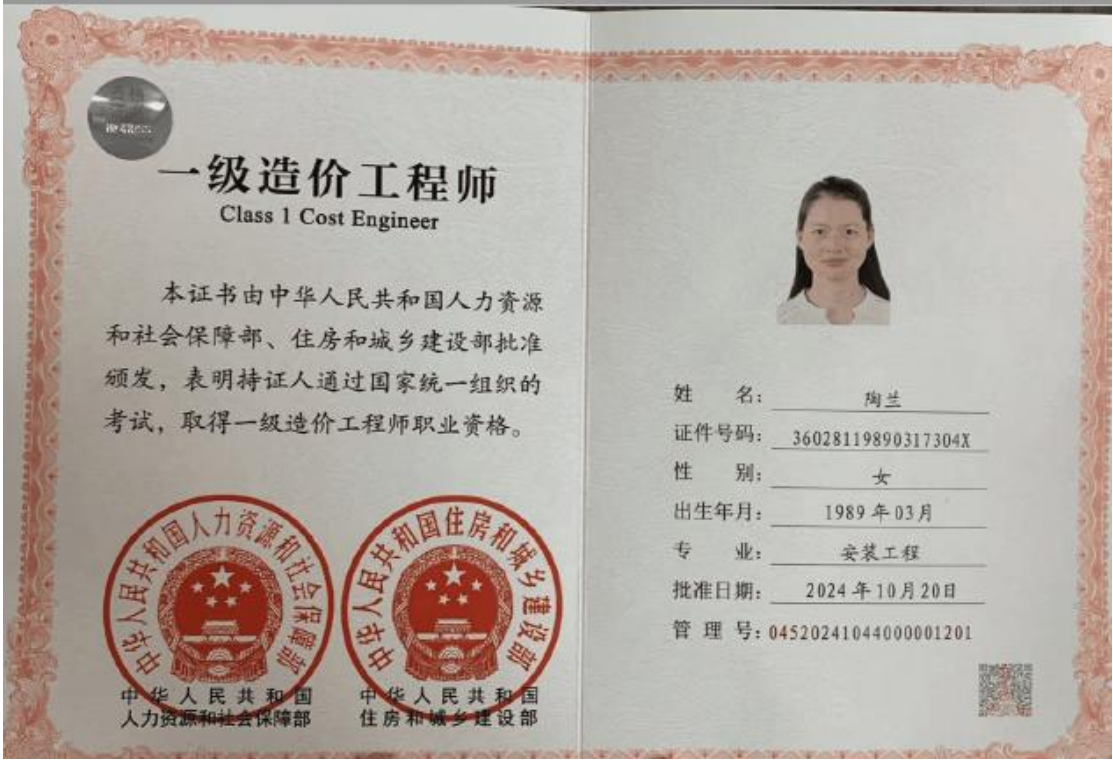 一级造价工程师
Class 1 Cost Engineer
本证书由中华人民共和国人力资源
和社会保障部、住房和城乡建设部批准
颁发，表明持证人通过国家统一组织的
考试，取得一级造价工程师职业资格。
中华人民共和国人力资源和社会保障部
中华人民共和国住房和城乡建设部
中华人民共和国
人力资源和社会保障部
中华人民共和国
住房和城乡建设部
姓名：陶兰
证件号码：36028119890317304X
性别：女
出生年月：1989年03月
专业：安装工程
批准日期：2024年10月20日
管理号：04520241044000001201